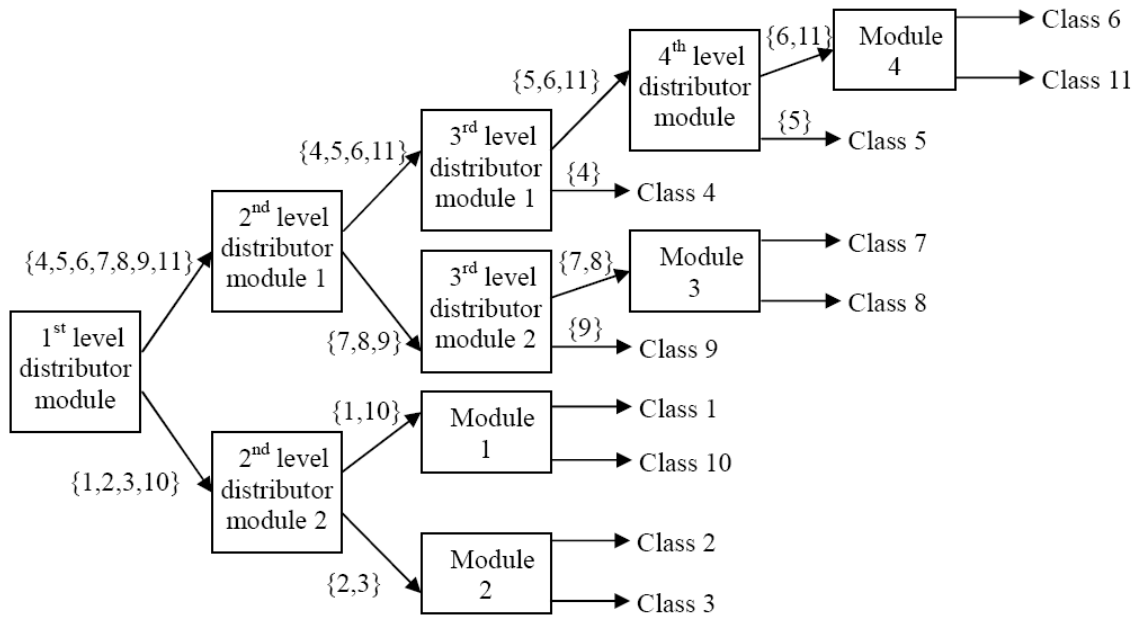 1st level
distributor
module
{4,5,6,7,8,9,11}
{1,2,3,10}
2nd level
distributor
module 1
{4,5,6,11}
{7,8,9}
2nd level
distributor
module 2
{1,10}
{2,3}
3rd level
distributor
module 1
{5,6,11}
{4}
Class 4
3rd level
distributor
module 2
{7,8}
{9}
Class 9
4th level
distributor
module
{6,11}
{5}
Class 5
Module
4
Class 6
Class 11
Module
3
Class 7
Class 8
Module
1
Class 1
Class 10
Module
2
Class 2
Class 3